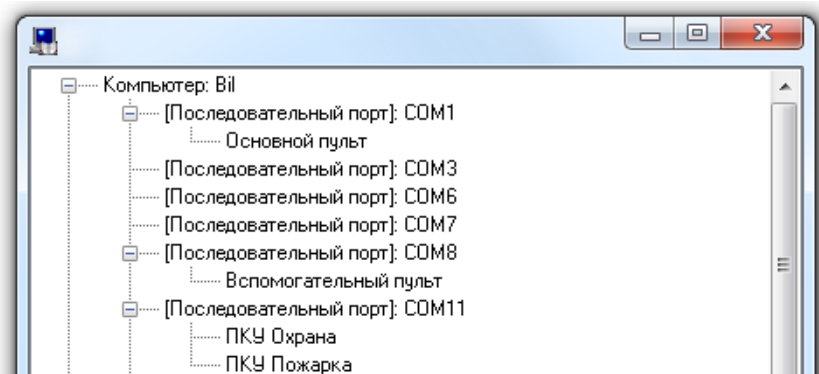 Компьютер: Bil
[Последовательный порт]: COM1
Основной пульт
[Последовательный порт]: COM3
[Последовательный порт]: COM6
[Последовательный порт]: COM7
[Последовательный порт]: COM8
Вспомогательный пульт
[Последовательный порт]: COM11
ПКУ Охрана
ПКУ Пожарка